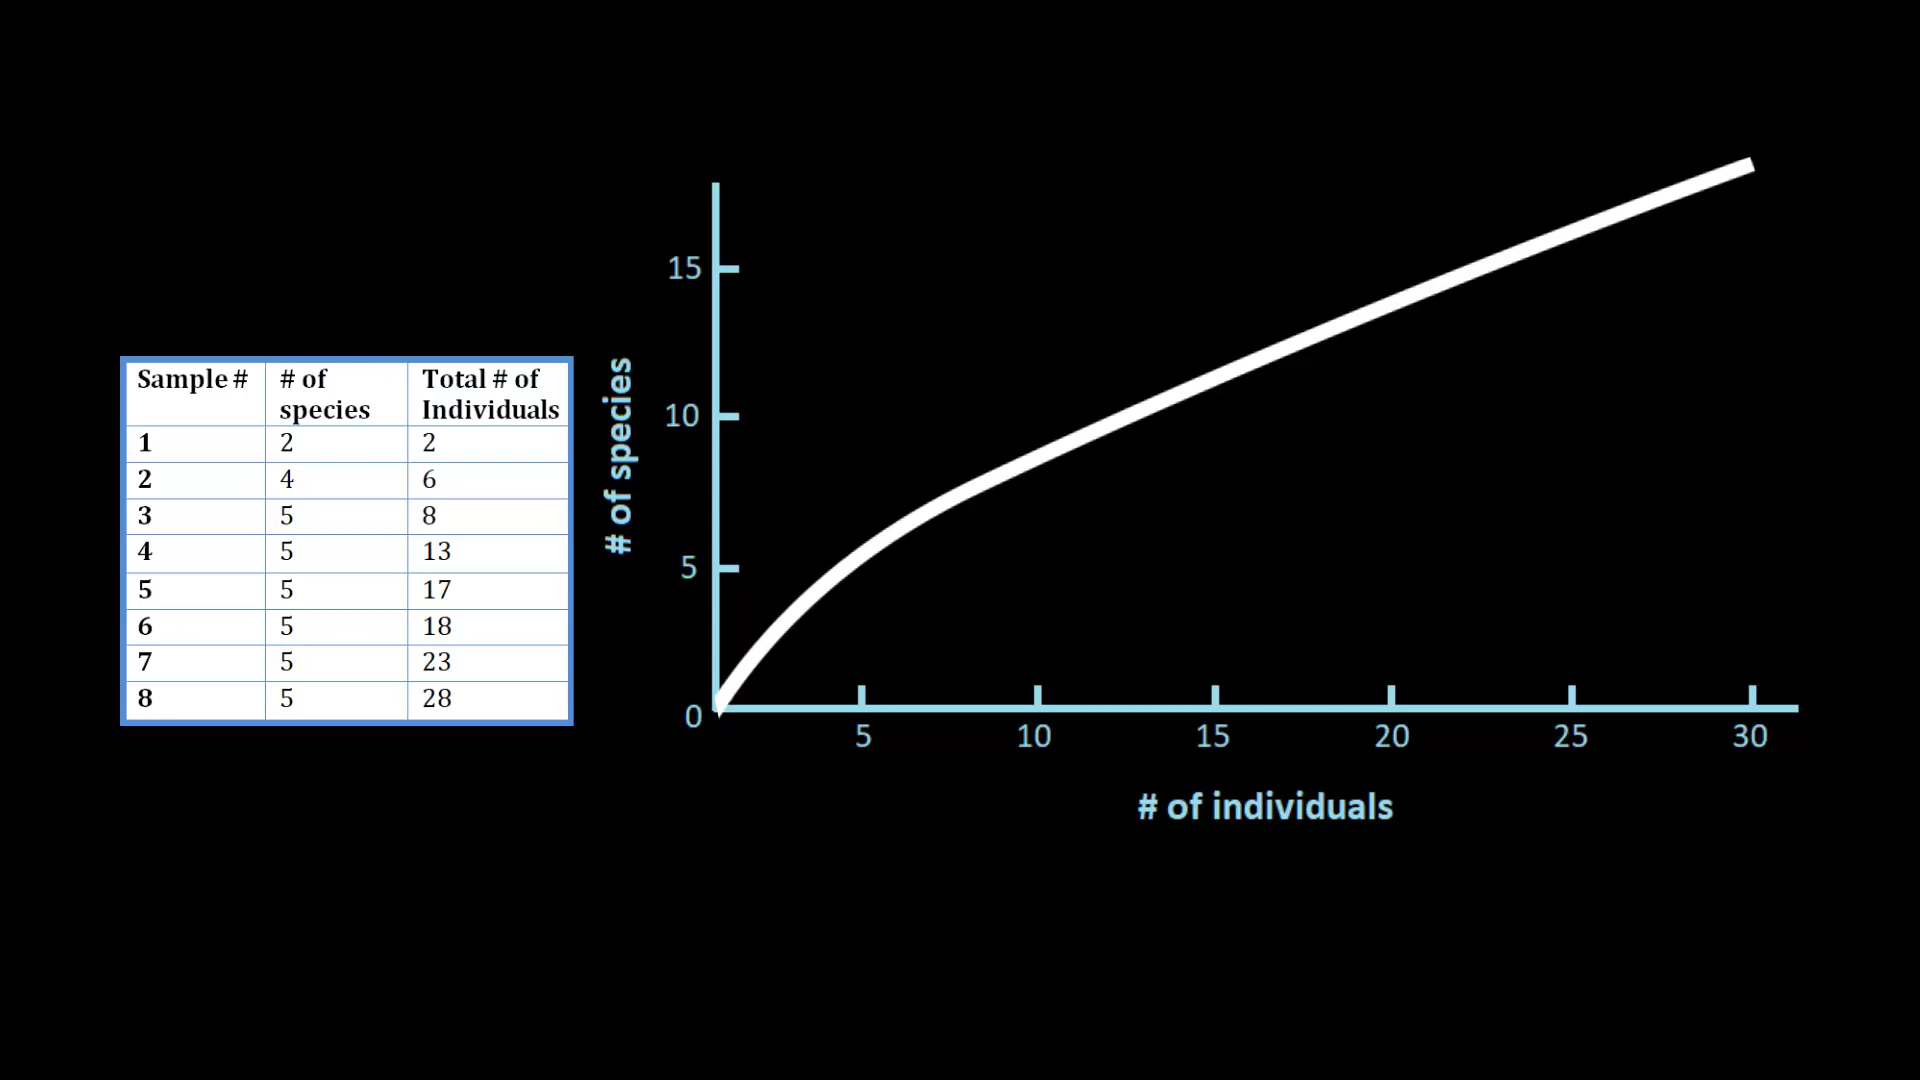 Sample # # of species Total # of Individuals
1 2 2
2 4 6
3 5 8
4 5 13
5 5 17
6 5 18
7 5 23
8 5 28
# of species
15
10
5
0
5 10 15 20 25 30
# of individuals